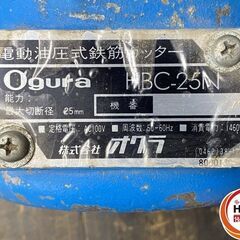 電動油圧式鉄筋カッター
Ogura HBC-25N
能力:
最大切断径 25mm 機番
定格電圧 100V 周波数 50-60Hz 消費電力 1460
株式会社オグラ